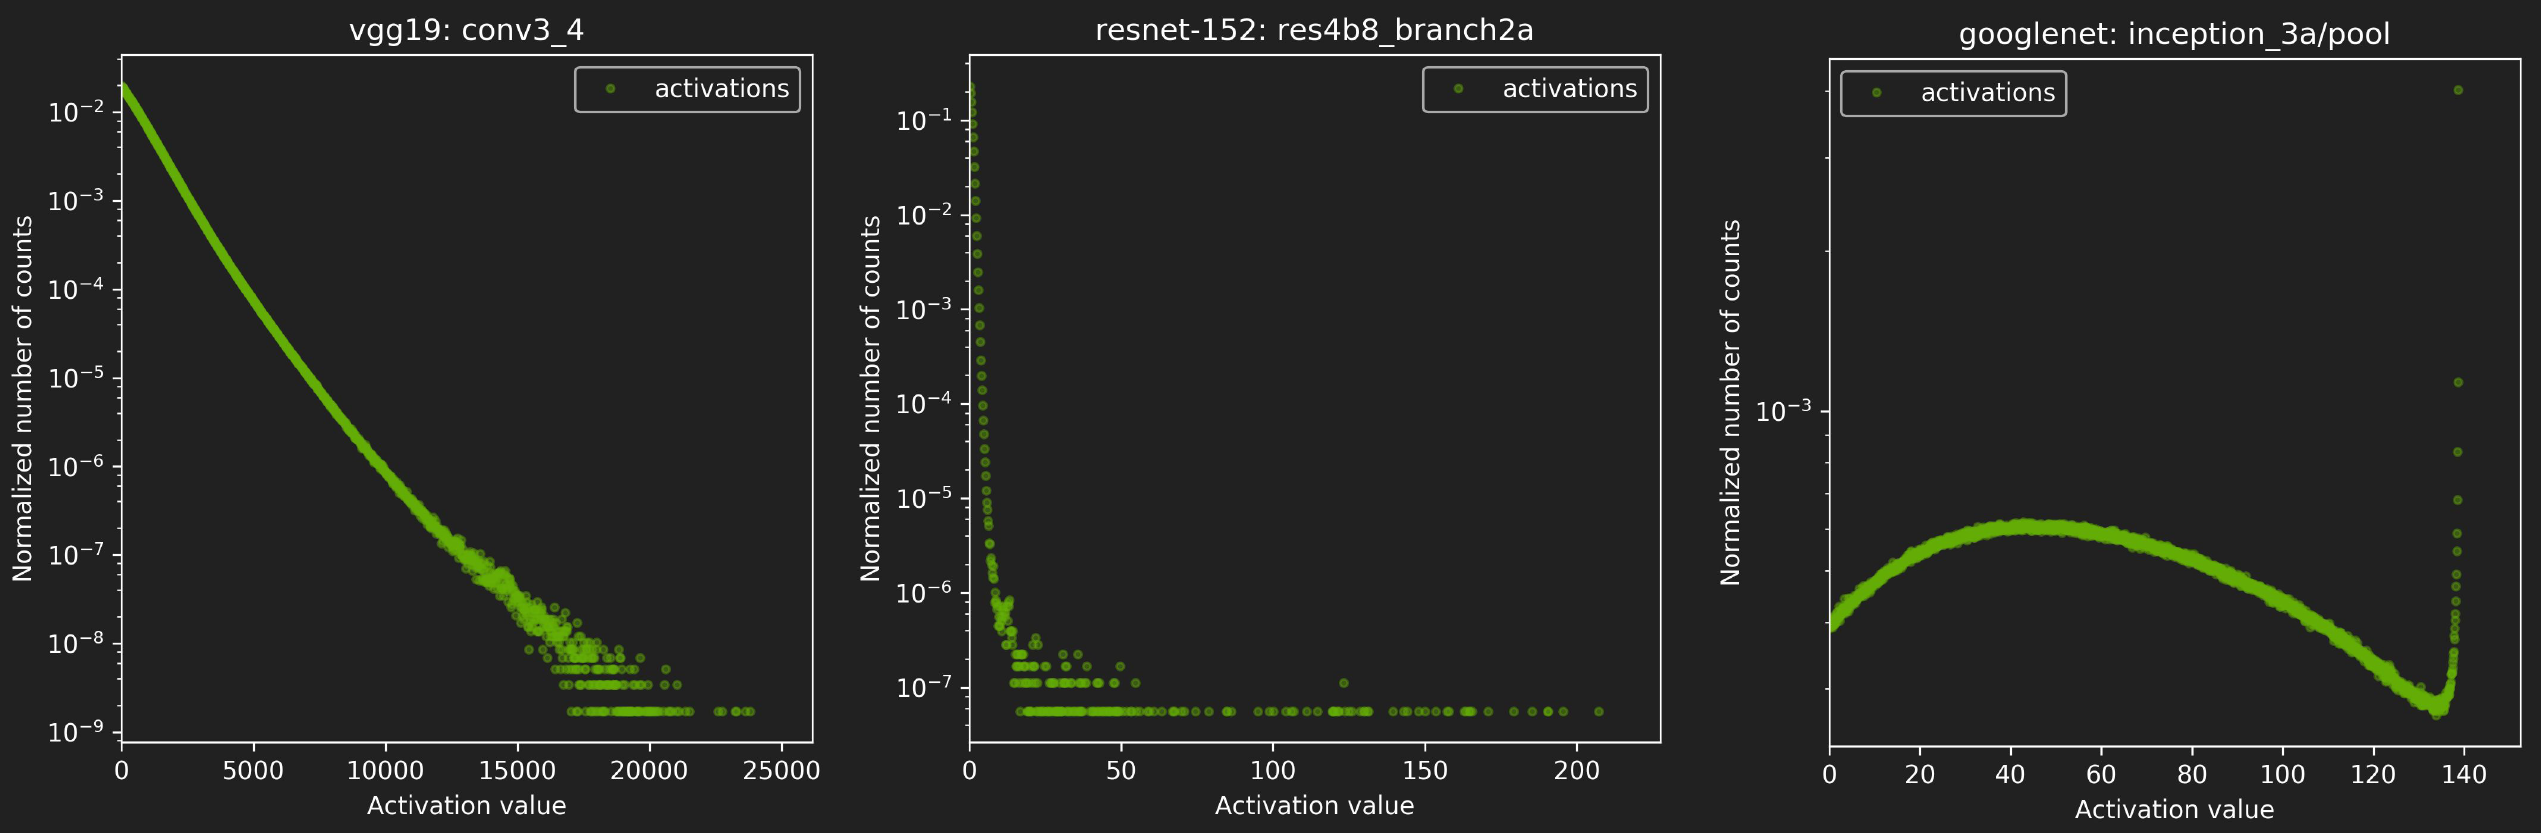 vgg19: conv3_4
activations
Normalized number of counts
10⁻²
10⁻³
10⁻⁴
10⁻⁵
10⁻⁶
10⁻⁷
10⁻⁸
10⁻⁹
0 5000 10000 15000 20000 25000
Activation value
resnet-152: res4b8_branch2a
activations
Normalized number of counts
10⁻¹
10⁻²
10⁻³
10⁻⁴
10⁻⁵
10⁻⁶
10⁻⁷
0 50 100 150 200
Activation value
googlenet: inception_3a/pool
activations
Normalized number of counts
10⁻³
0 20 40 60 80 100 120 140
Activation value